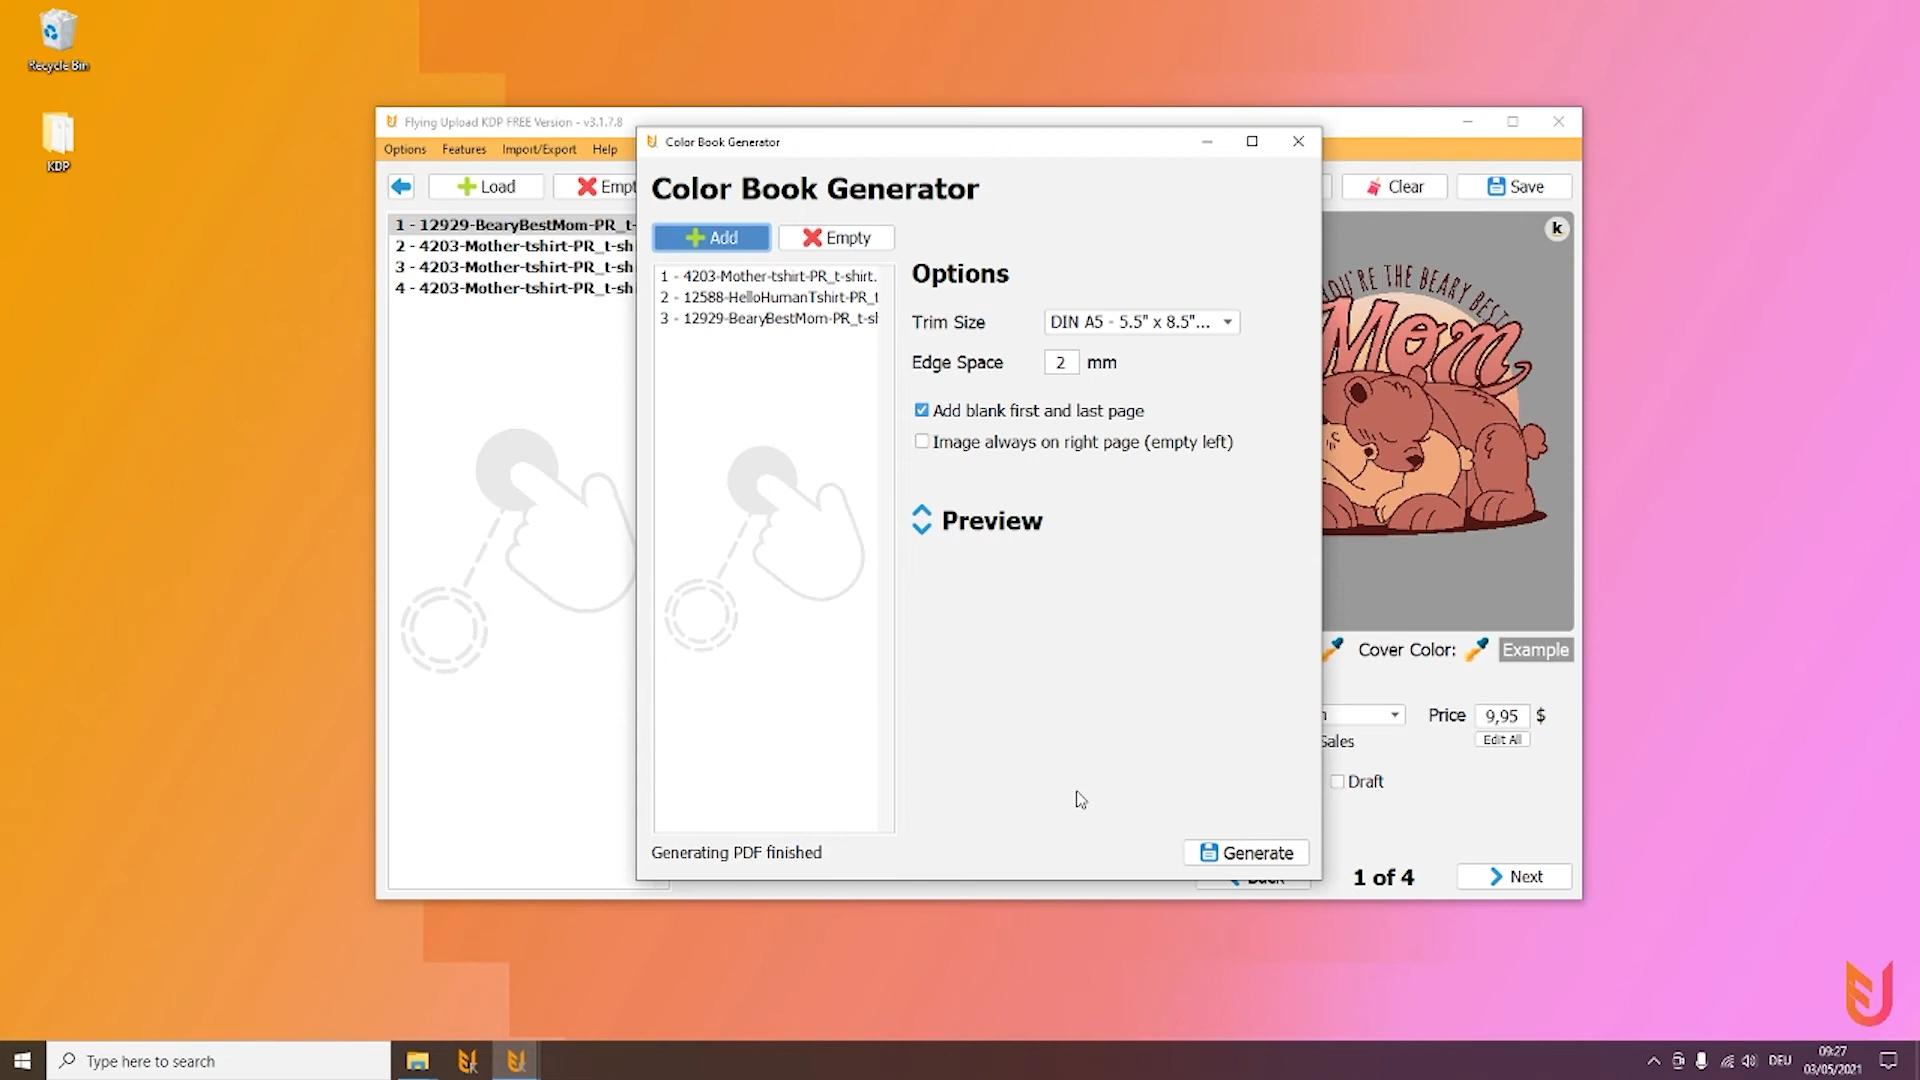 Recycle Bin
KDP
Flying Upload KDP FREE Version - v3.1.7.8
Options Features Import/Export Help
Load
Clear
Save
1 - 12929-BearyBestMom-PR_t-
2 - 4203-Mother-tshirt-PR_t-sh
3 - 4203-Mother-tshirt-PR_t-sh
4 - 4203-Mother-tshirt-PR_t-sh
Color Book Generator
Color Book Generator
Add
Empty
1 - 4203-Mother-tshirt-PR_t-shirt.
2 - 12588-HelloHumanTshirt-PR_t
3 - 12929-BearyBestMom-PR_t-sl
Options
Trim Size DIN A5 - 5.5" x 8.5"...
Edge Space 2 mm
Add blank first and last page
Image always on right page (empty left)
Preview
Generating PDF finished
Generate
k
YOU'RE THE BEARY BEST
Mom
Cover Color: Example
Price 9,95 $
Sales
Edit All
Draft
1 of 4
Next
Type here to search
DEU
09:27
03/05/2021